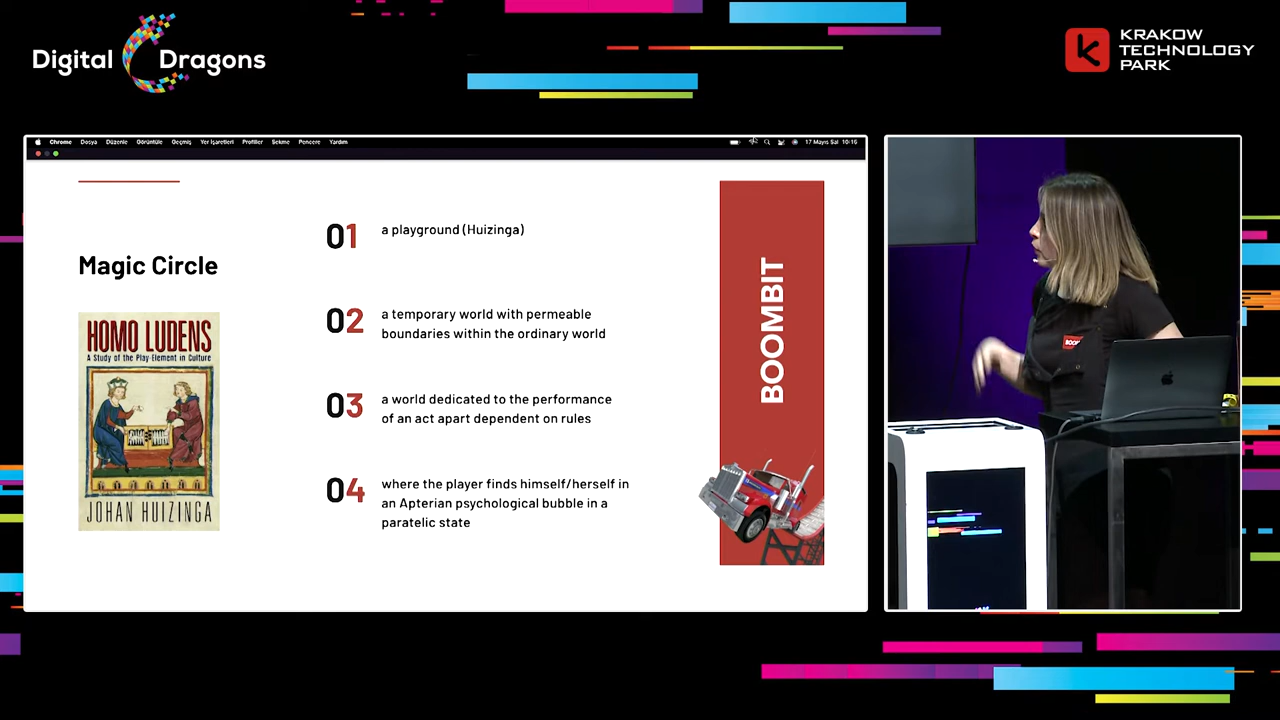 Digital Dragons
KRAKOW
TECHNOLOGY
PARK
Chrome Dosya Düzenle Görüntüle Geçmiş Yer İşaretleri Profiller Sekme Pencere Yardım
17 Mayıs Sal 10:16
Magic Circle
HOMO LUDENS
A Study of the Play-Element in Culture
JOHAN HUIZINGA
01 a playground (Huizinga)
02 a temporary world with permeable
boundaries within the ordinary world
03 a world dedicated to the performance
of an act apart dependent on rules
04 where the player finds himself/herself in
an Apterian psychological bubble in a
paratelic state
BOOMBIT